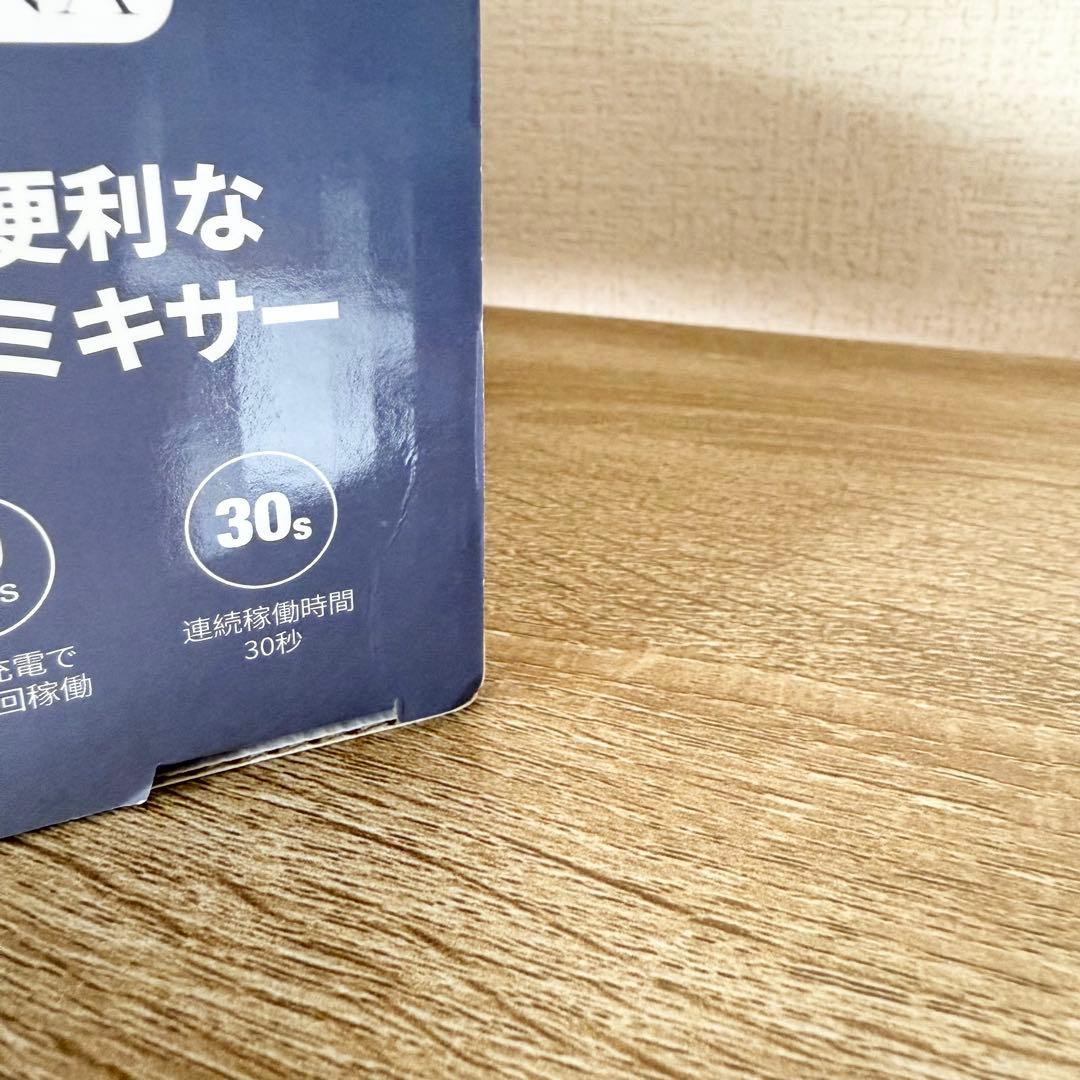 便利な
ミキサー
30s
連続稼働時間
30秒
充電で
回稼働